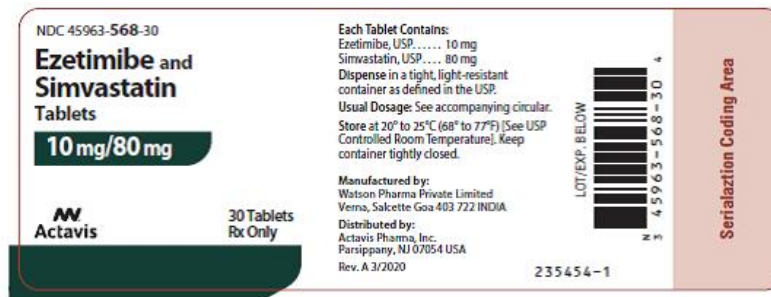 NDC 45963-568-30
Ezetimibe and
Simvastatin
Tablets
10 mg/80 mg
Actavis
30 Tablets
Rx Only
Each Tablet Contains:
Ezetimibe, USP...... 10 mg
Simvastatin, USP.... 80 mg
Dispense in a tight, light-resistant
container as defined in the USP.
Usual Dosage: See accompanying circular.
Store at 20° to 25°C (68° to 77°F) [See USP
Controlled Room Temperature]. Keep
container tightly closed.
Manufactured by:
Watson Pharma Private Limited
Verna, Salcette Goa 403 722 INDIA
Distributed by:
Actavis Pharma, Inc.
Parsippany, NJ 07054 USA
Rev. A 3/2020
235454-1
LOT/EXP. BELOW
N
3 45963-568-30 4
Serialaztion Coding Area